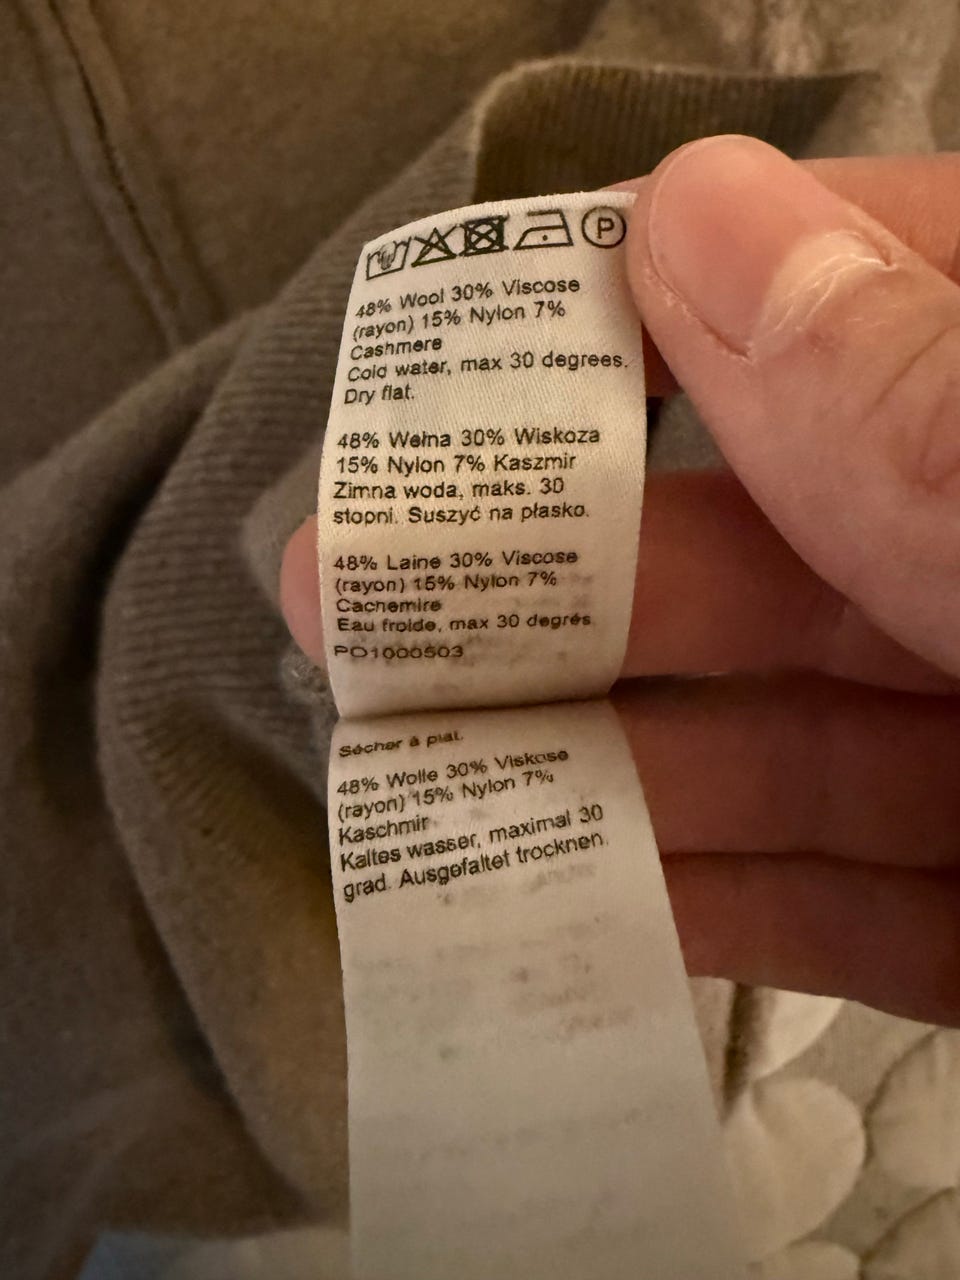 P
48% Wool 30% Viscose
(rayon) 15% Nylon 7%
Cashmere
Cold water, max 30 degrees.
Dry flat.
48% Wełna 30% Wiskoza
15% Nylon 7% Kaszmir
Zimna woda, maks. 30
stopni. Suszyć na płasko.
48% Laine 30% Viscose
(rayon) 15% Nylon 7%
Cachemire
Eau froide, max 30 degrés.
PO1000503
Sécher à plat.
48% Wolle 30% Viskose
(rayon) 15% Nylon 7%
Kaschmir
Kaltes wasser, maximal 30
grad. Ausgefaltet trocknen.